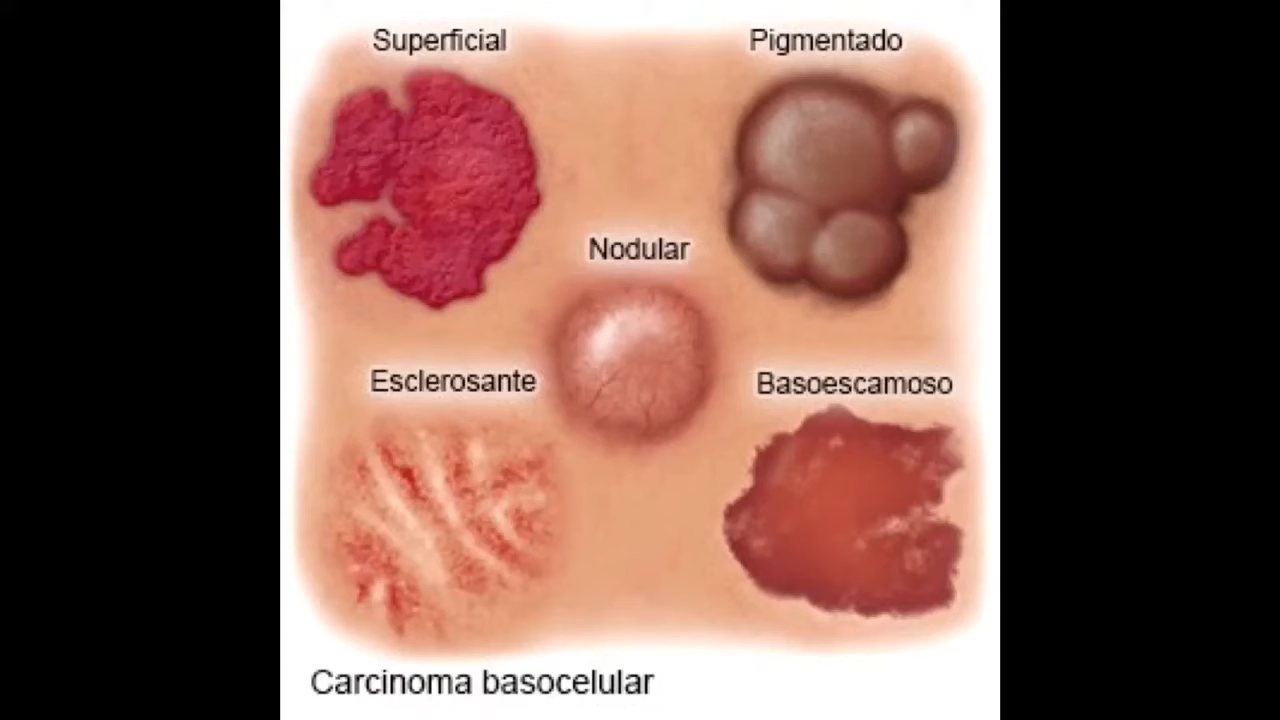 Superficial
Pigmentado
Nodular
Esclerosante
Basoescamoso
Carcinoma basocelular